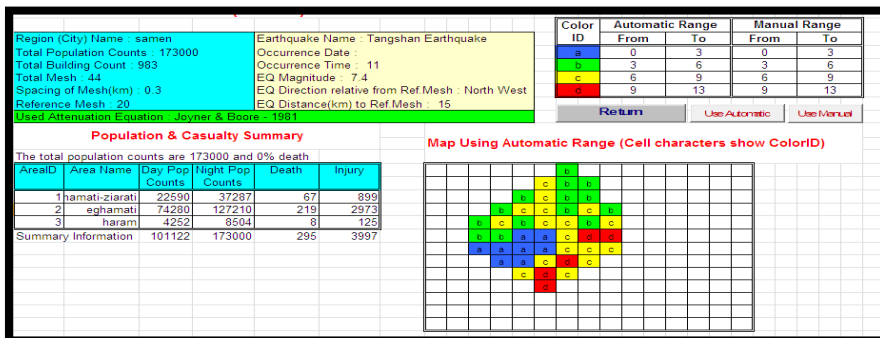 Region (City) Name : samen
Total Population Counts : 173000
Total Building Count : 983
Total Mesh : 44
Spacing of Mesh(km) : 0.3
Reference Mesh : 20
Earthquake Name : Tangshan Earthquake
Occurrence Date :
Occurrence Time : 11
EQ Magnitude : 7.4
EQ Direction relative from Ref.Mesh : North West
EQ Distance(km) to Ref.Mesh : 15
Used Attenuation Equation : Joyner & Boore - 1981
Color ID Automatic Range Manual Range
From To From To
a 0 3 0 3
b 3 6 3 6
c 6 9 6 9
d 9 13 9 13
Return Use Automatic Use Manual
Population & Casualty Summary
The total population counts are 173000 and 0% death
AreaID Area Name Day Pop Counts Night Pop Counts Death Injury
1 hamati-ziarati 22590 37287 67 899
2 eghamati 74280 127210 219 2973
3 haram 4252 8504 8 125
Summary Information 101122 173000 295 3997
Map Using Automatic Range (Cell characters show ColorID)
b
c b b
b c b b
b c c b c b
b c b c c b c
b b a a c d d
a a a a c c c
a a c d c
c d c
d